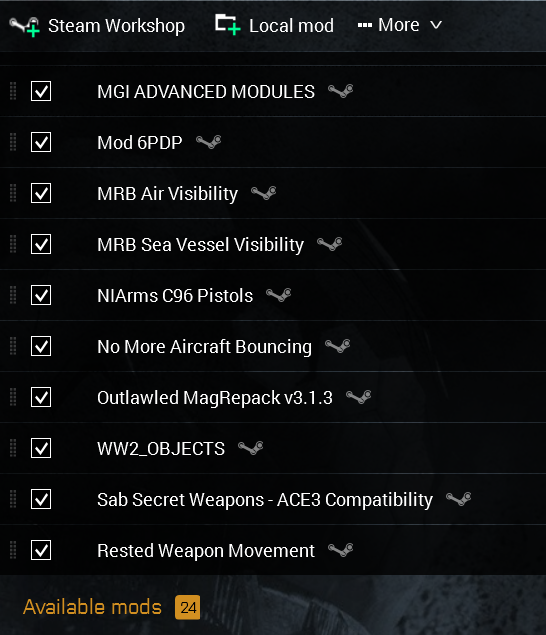 Steam Workshop Local mod More
MGI ADVANCED MODULES
Mod 6PDP
MRB Air Visibility
MRB Sea Vessel Visibility
NIArms C96 Pistols
No More Aircraft Bouncing
Outlawled MagRepack v3.1.3
WW2_OBJECTS
Sab Secret Weapons - ACE3 Compatibility
Rested Weapon Movement
Available mods 24